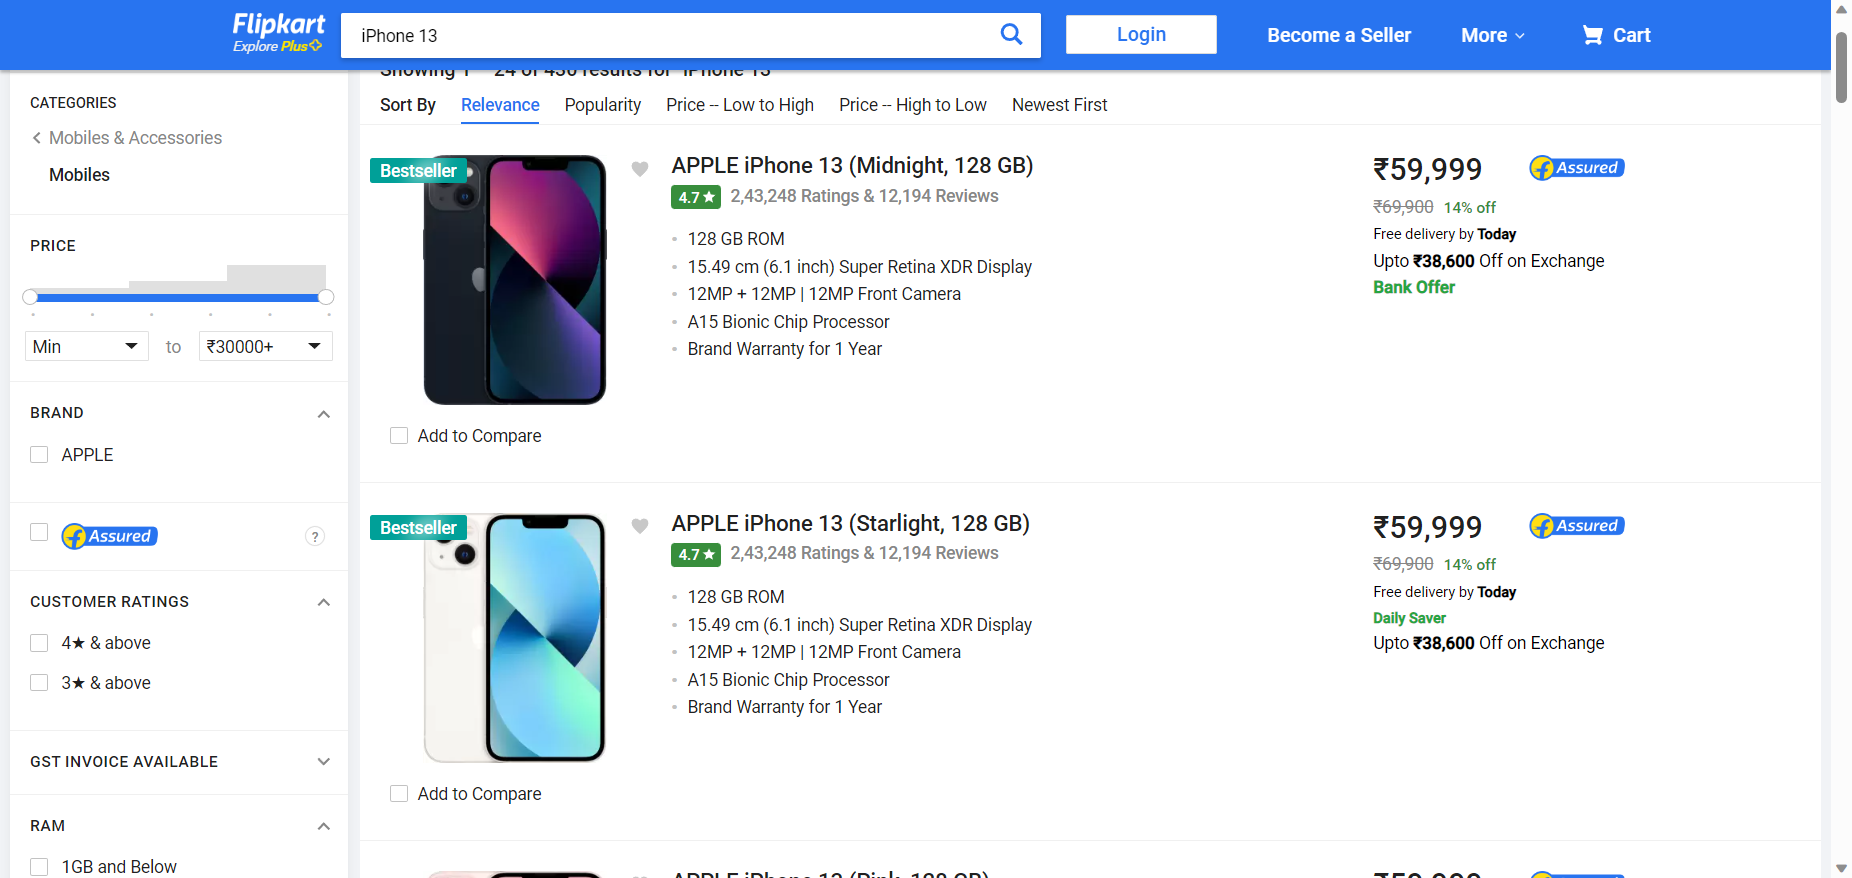 Flipkart
Explore Plus
iPhone 13
Login
Become a Seller
More
Cart
CATEGORIES
Mobiles & Accessories
Mobiles
PRICE
Min
to
₹30000+
BRAND
APPLE
Assured
?
CUSTOMER RATINGS
4★ & above
3★ & above
GST INVOICE AVAILABLE
RAM
1GB and Below
Showing 1 – 24 of 430 results for "iPhone 13"
Sort By
Relevance
Popularity
Price -- Low to High
Price -- High to Low
Newest First
Bestseller
APPLE iPhone 13 (Midnight, 128 GB)
4.7★ 2,43,248 Ratings & 12,194 Reviews
128 GB ROM
15.49 cm (6.1 inch) Super Retina XDR Display
12MP + 12MP | 12MP Front Camera
A15 Bionic Chip Processor
Brand Warranty for 1 Year
₹59,999
Assured
₹69,900 14% off
Free delivery by Today
Upto ₹38,600 Off on Exchange
Bank Offer
Add to Compare
Bestseller
APPLE iPhone 13 (Starlight, 128 GB)
4.7★ 2,43,248 Ratings & 12,194 Reviews
128 GB ROM
15.49 cm (6.1 inch) Super Retina XDR Display
12MP + 12MP | 12MP Front Camera
A15 Bionic Chip Processor
Brand Warranty for 1 Year
₹59,999
Assured
₹69,900 14% off
Free delivery by Today
Daily Saver
Upto ₹38,600 Off on Exchange
Add to Compare
APPLE iPhone 13 (Pink, 128 GB)
₹59,999